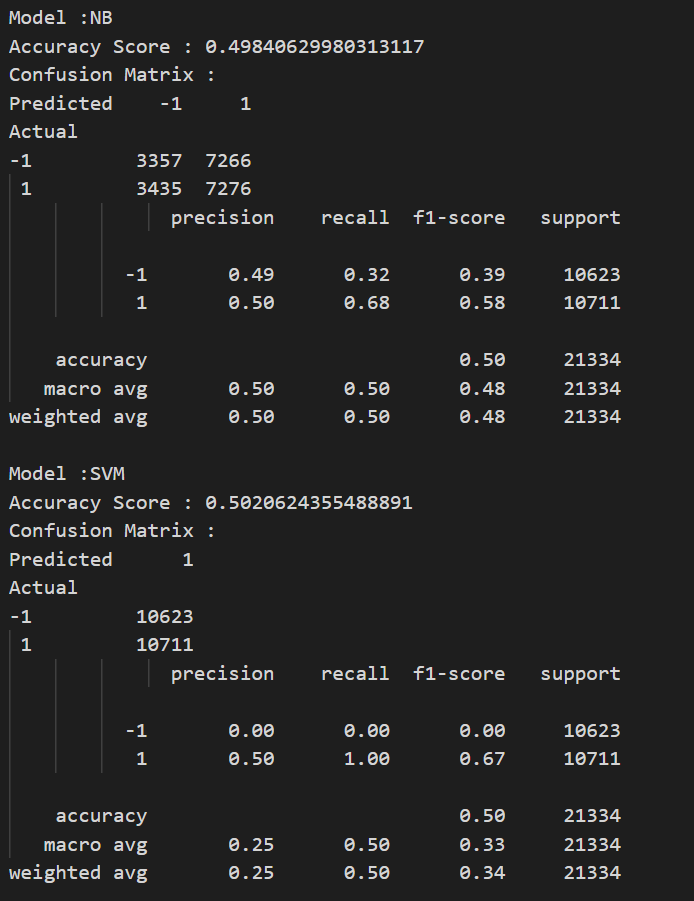 Model :NB
Accuracy Score : 0.49840629980313117
Confusion Matrix :
Predicted    -1     1
Actual
-1         3357  7266
 1         3435  7276
              precision    recall  f1-score   support

          -1       0.49      0.32      0.39     10623
           1       0.50      0.68      0.58     10711

    accuracy                           0.50     21334
   macro avg       0.50      0.50      0.48     21334
weighted avg       0.50      0.50      0.48     21334

Model :SVM
Accuracy Score : 0.5020624355488891
Confusion Matrix :
Predicted      1
Actual
-1         10623
 1         10711
              precision    recall  f1-score   support

          -1       0.00      0.00      0.00     10623
           1       0.50      1.00      0.67     10711

    accuracy                           0.50     21334
   macro avg       0.25      0.50      0.33     21334
weighted avg       0.25      0.50      0.34     21334